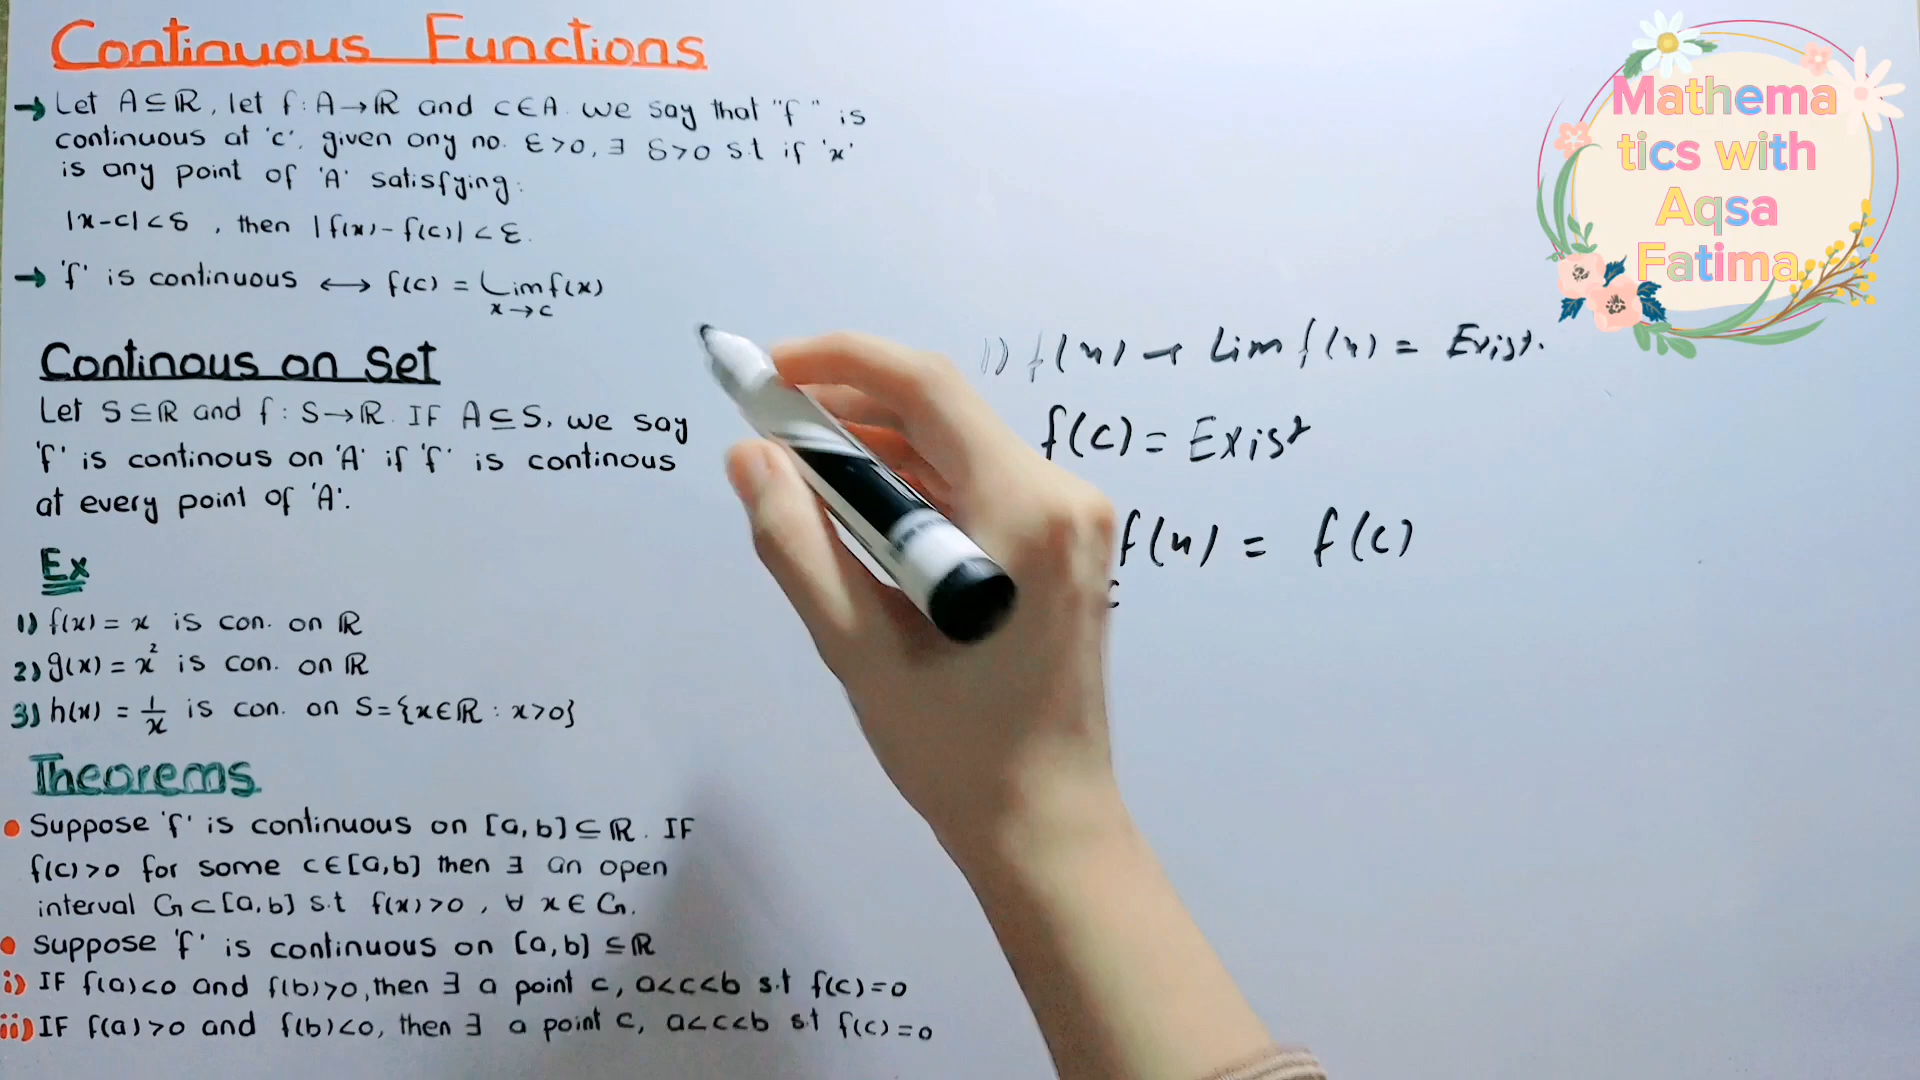 Continuous Functions
→ Let A⊆ℝ, let f:A→ℝ and c∈A. we say that "f" is
continuous at 'c', given any no. ε>0, ∃ δ>0 s.t if 'x'
is any point of 'A' satisfying:
|x-c|<δ , then |f(x)-f(c)|<ε.
→ 'f' is continuous ↔ f(c) = Lim f(x)
x→c
Continous on Set
Let S⊆ℝ and f: S→ℝ. IF A⊆S, we say
'f' is continous on 'A' if 'f' is continous
at every point of 'A'.
Ex
1) f(x) = x is con. on ℝ
2) g(x) = x² is con. on ℝ
3) h(x) = 1/x is con. on S={x∈ℝ : x>0}
Theorems
• Suppose 'f' is continuous on [a,b]⊆ℝ. IF
f(c)>0 for some c∈[a,b] then ∃ an open
interval G⊂[a,b] s.t f(x)>0 , ∀ x∈G.
• Suppose 'f' is continuous on [a,b] ⊆ℝ
i) IF f(a)<0 and f(b)>0, then ∃ a point c, a<c<b s.t f(c)=0
ii) IF f(a)>0 and f(b)<0, then ∃ a point c, a<c<b s.t f(c)=0
1) f(x) → Lim f(x) = Exist.
f(c) = Exist
f(x) = f(c)
c
Mathema
tics with
Aqsa
Fatima